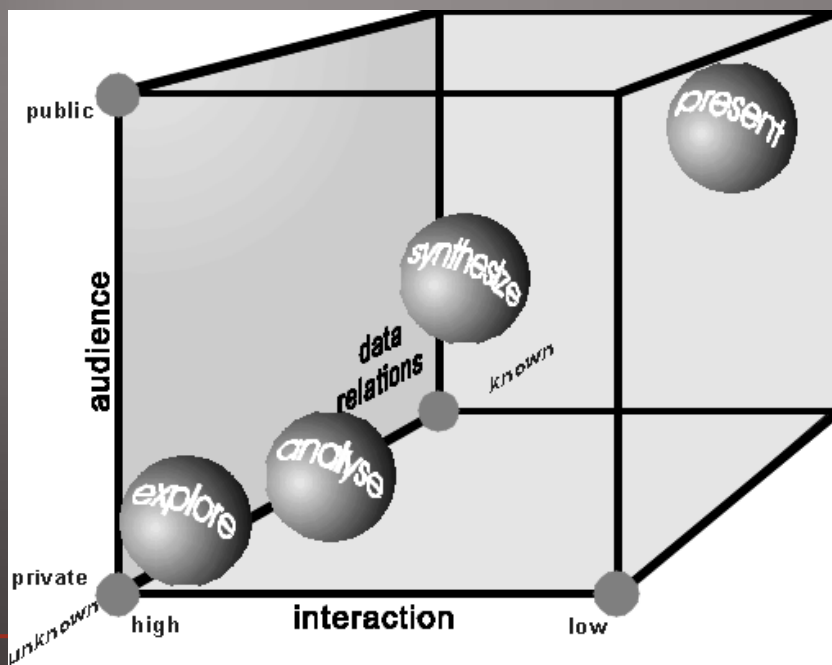 public
present
synthesize
audience
data
relations
known
analyse
explore
private
unknown
high
interaction
low